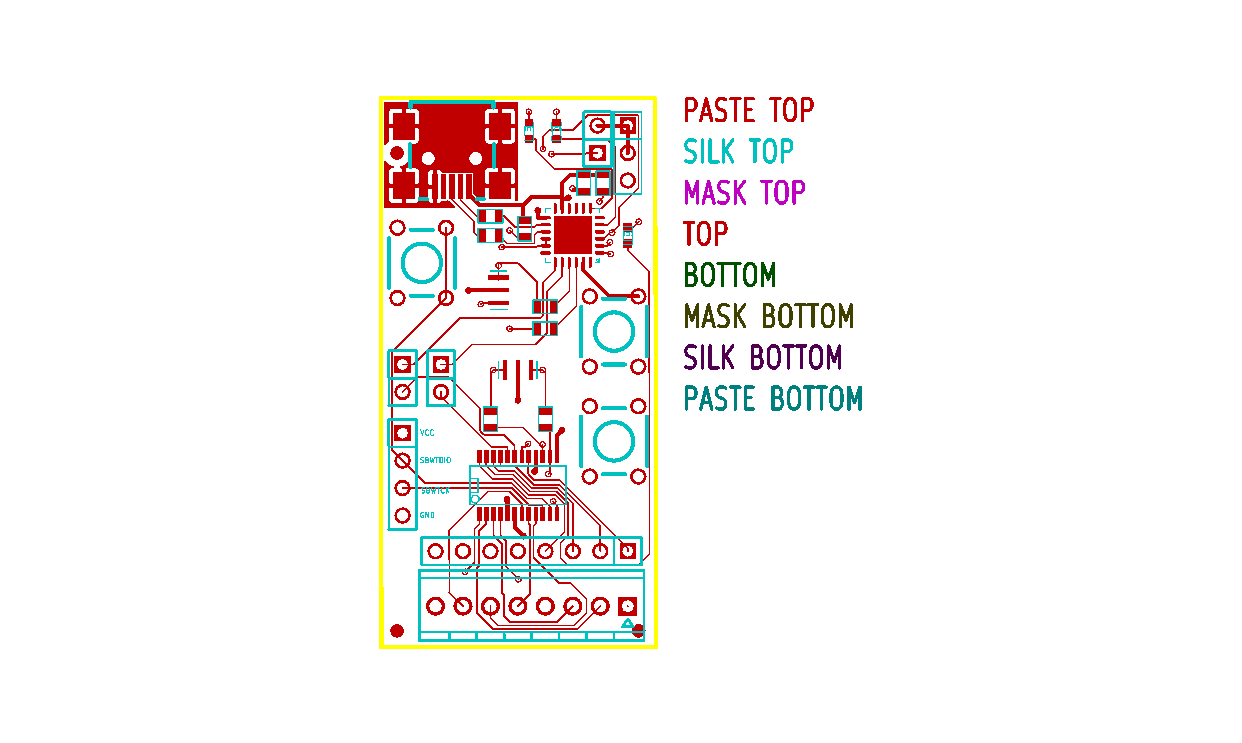 PASTE TOP
SILK TOP
MASK TOP
TOP
BOTTOM
MASK BOTTOM
SILK BOTTOM
PASTE BOTTOM
VCC
SBWTDIO
SBWTCK
GND